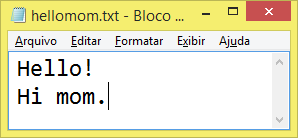 hellomom.txt - Bloco ...
Arquivo Editar Formatar Exibir Ajuda
Hello!
Hi mom.